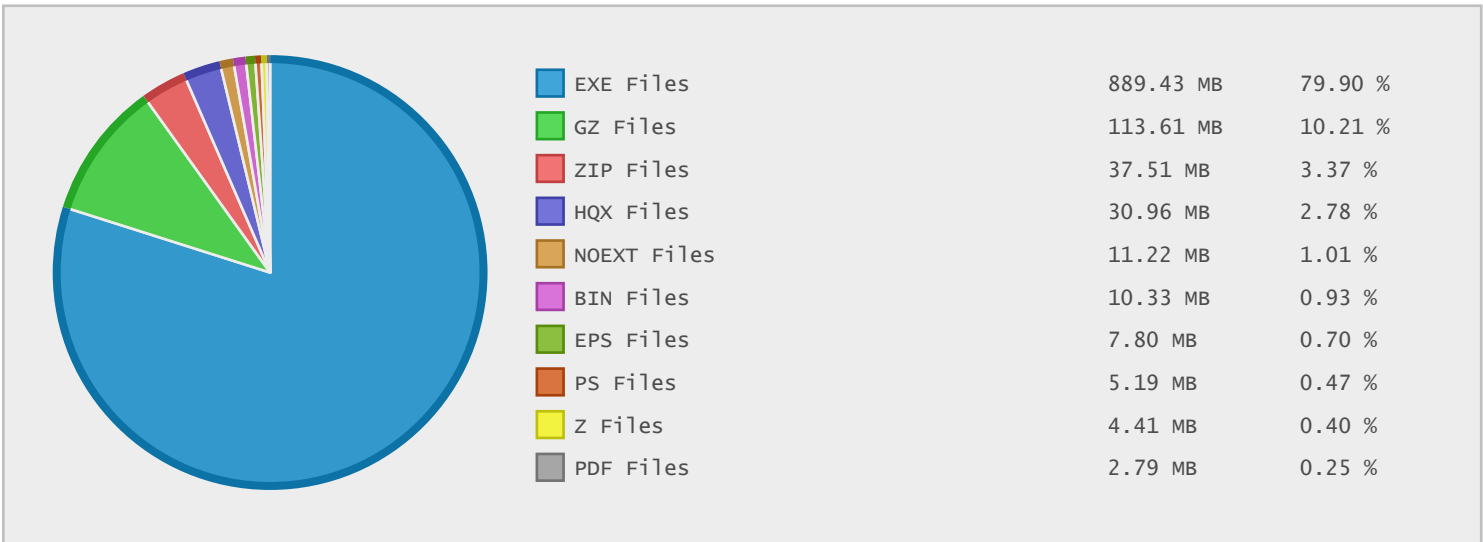 EXE Files 889.43 MB 79.90 %
GZ Files 113.61 MB 10.21 %
ZIP Files 37.51 MB 3.37 %
HQX Files 30.96 MB 2.78 %
NOEXT Files 11.22 MB 1.01 %
BIN Files 10.33 MB 0.93 %
EPS Files 7.80 MB 0.70 %
PS Files 5.19 MB 0.47 %
Z Files 4.41 MB 0.40 %
PDF Files 2.79 MB 0.25 %